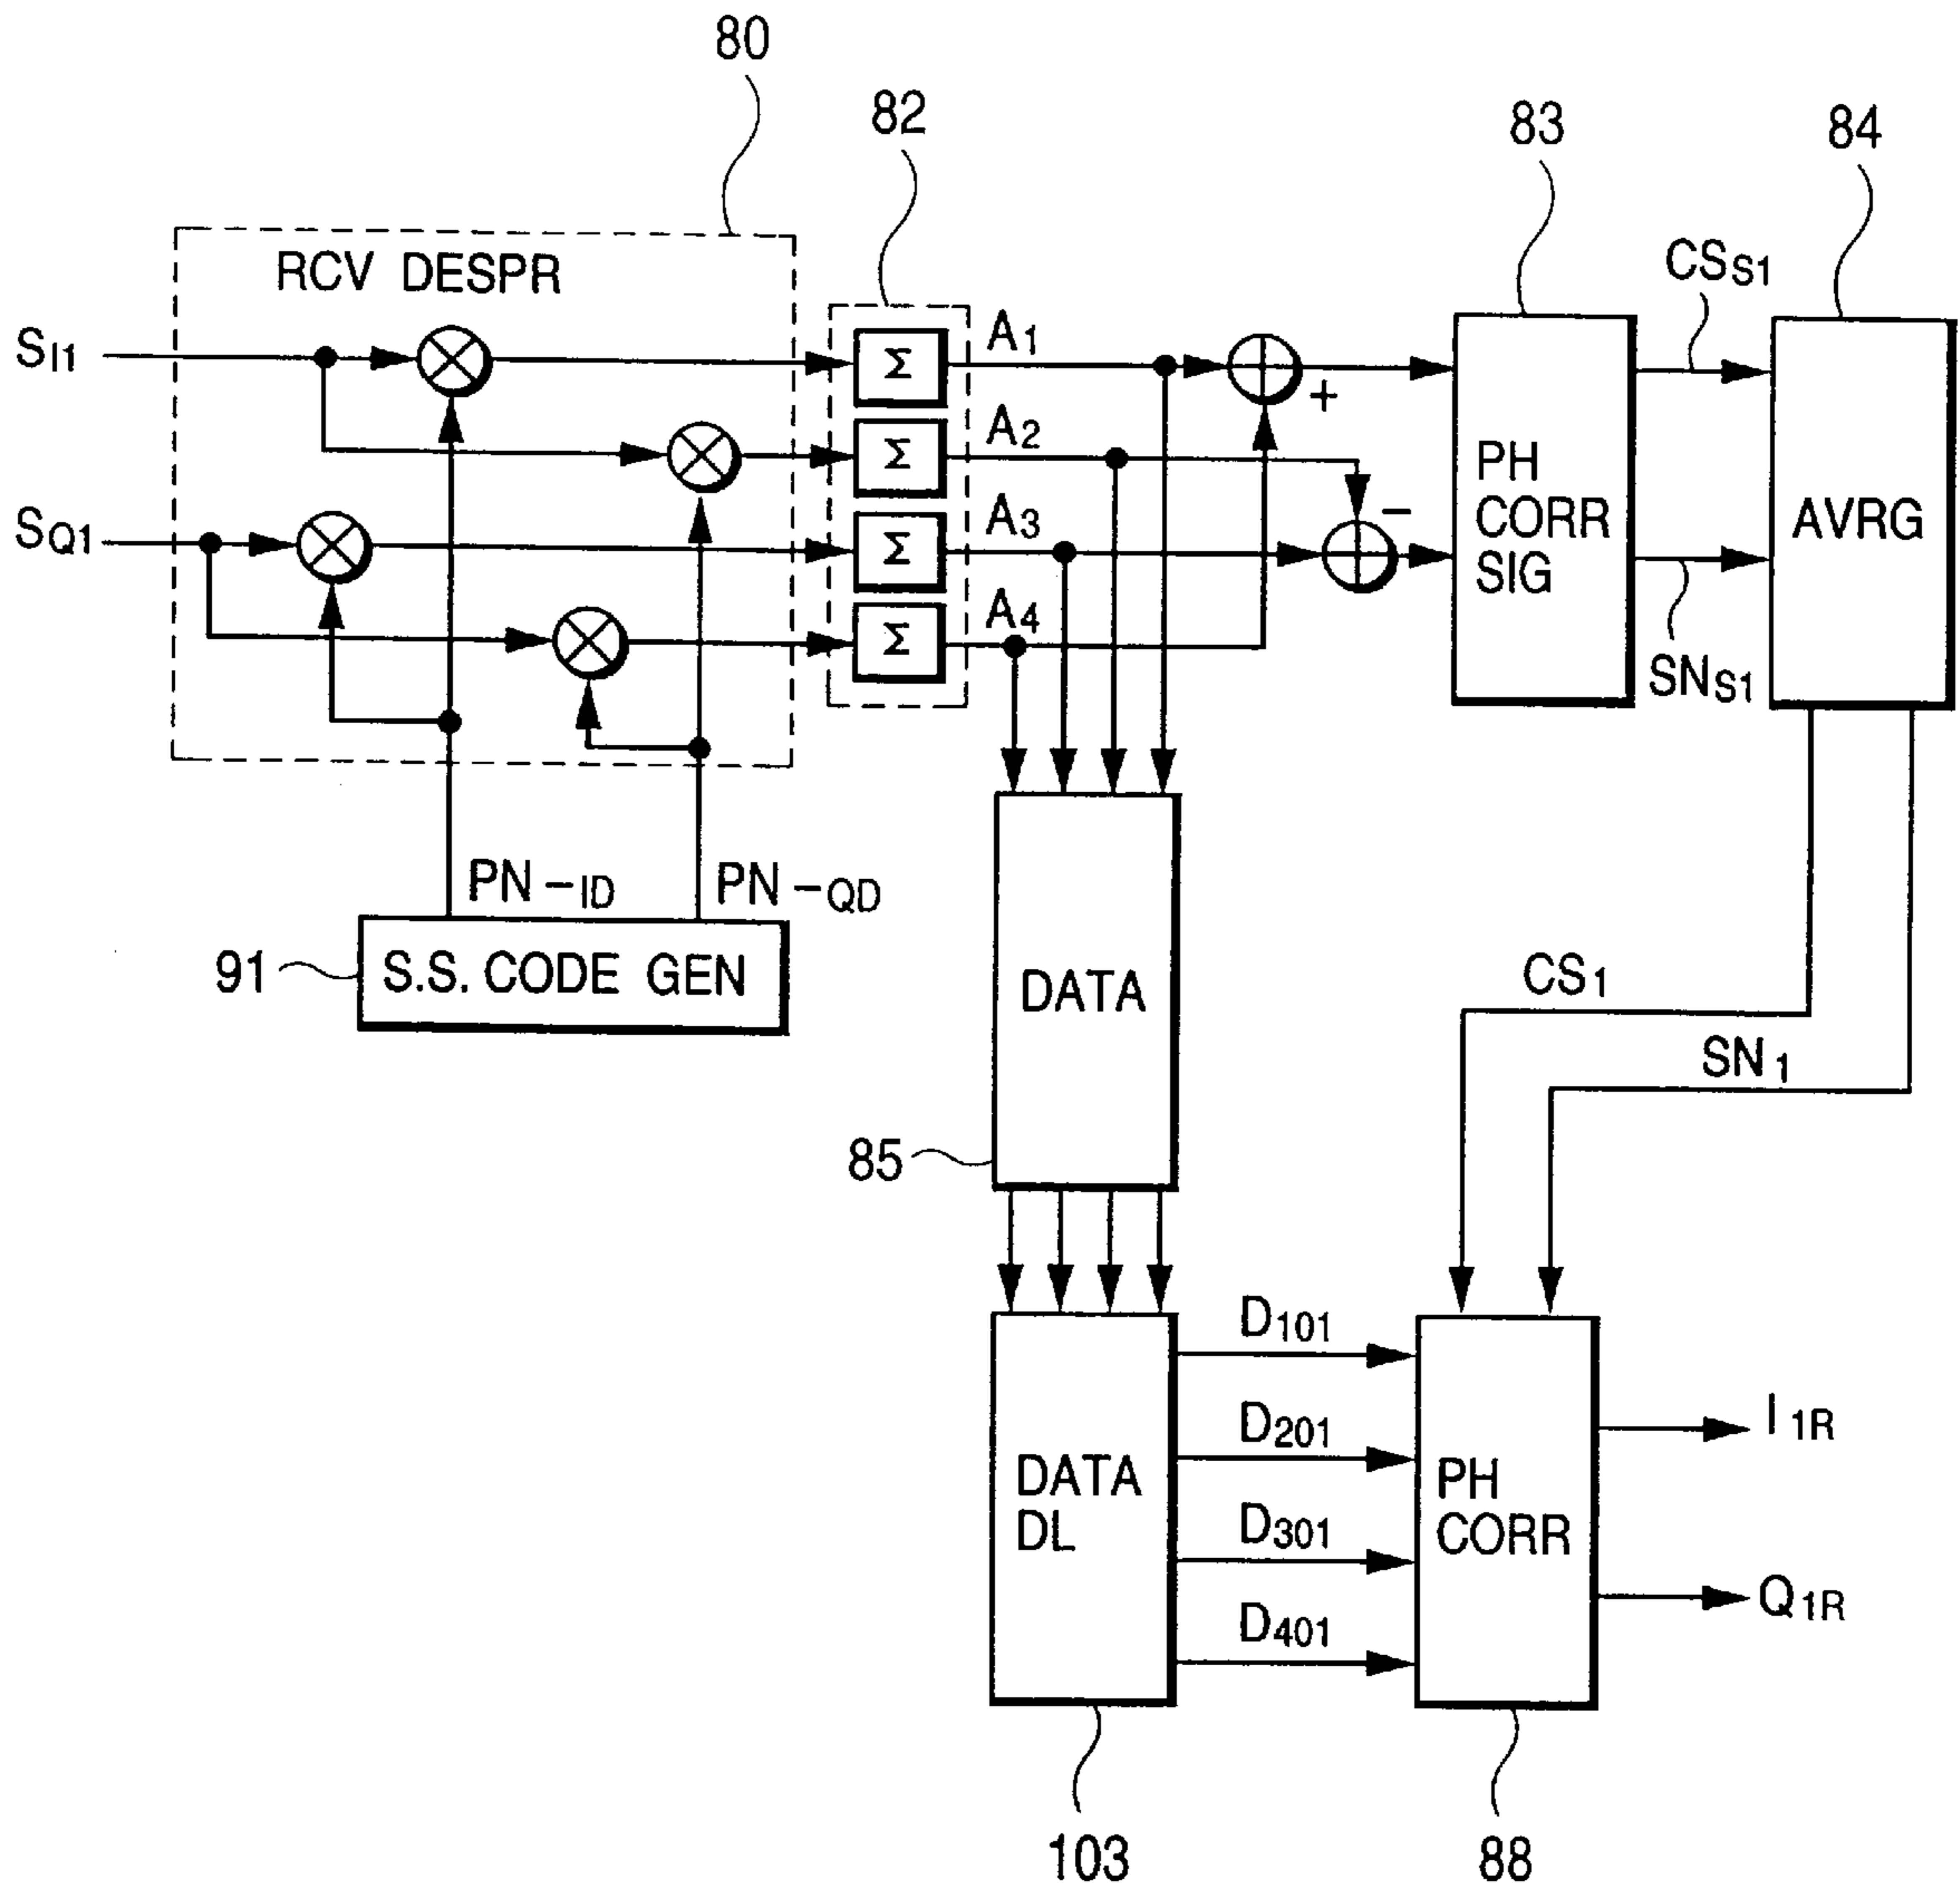 80
82
83
84
RCV DESPR
CSS1
SI1
Σ
A1
+
Σ
A2
PH
CORR
SIG
AVRG
−
SQ1
Σ
A3
Σ
A4
SNS1
PN-ID
PN-QD
91
S.S. CODE GEN
DATA
CS1
SN1
85
D101
D201
D301
D401
DATA
DL
PH
CORR
I1R
Q1R
103
88